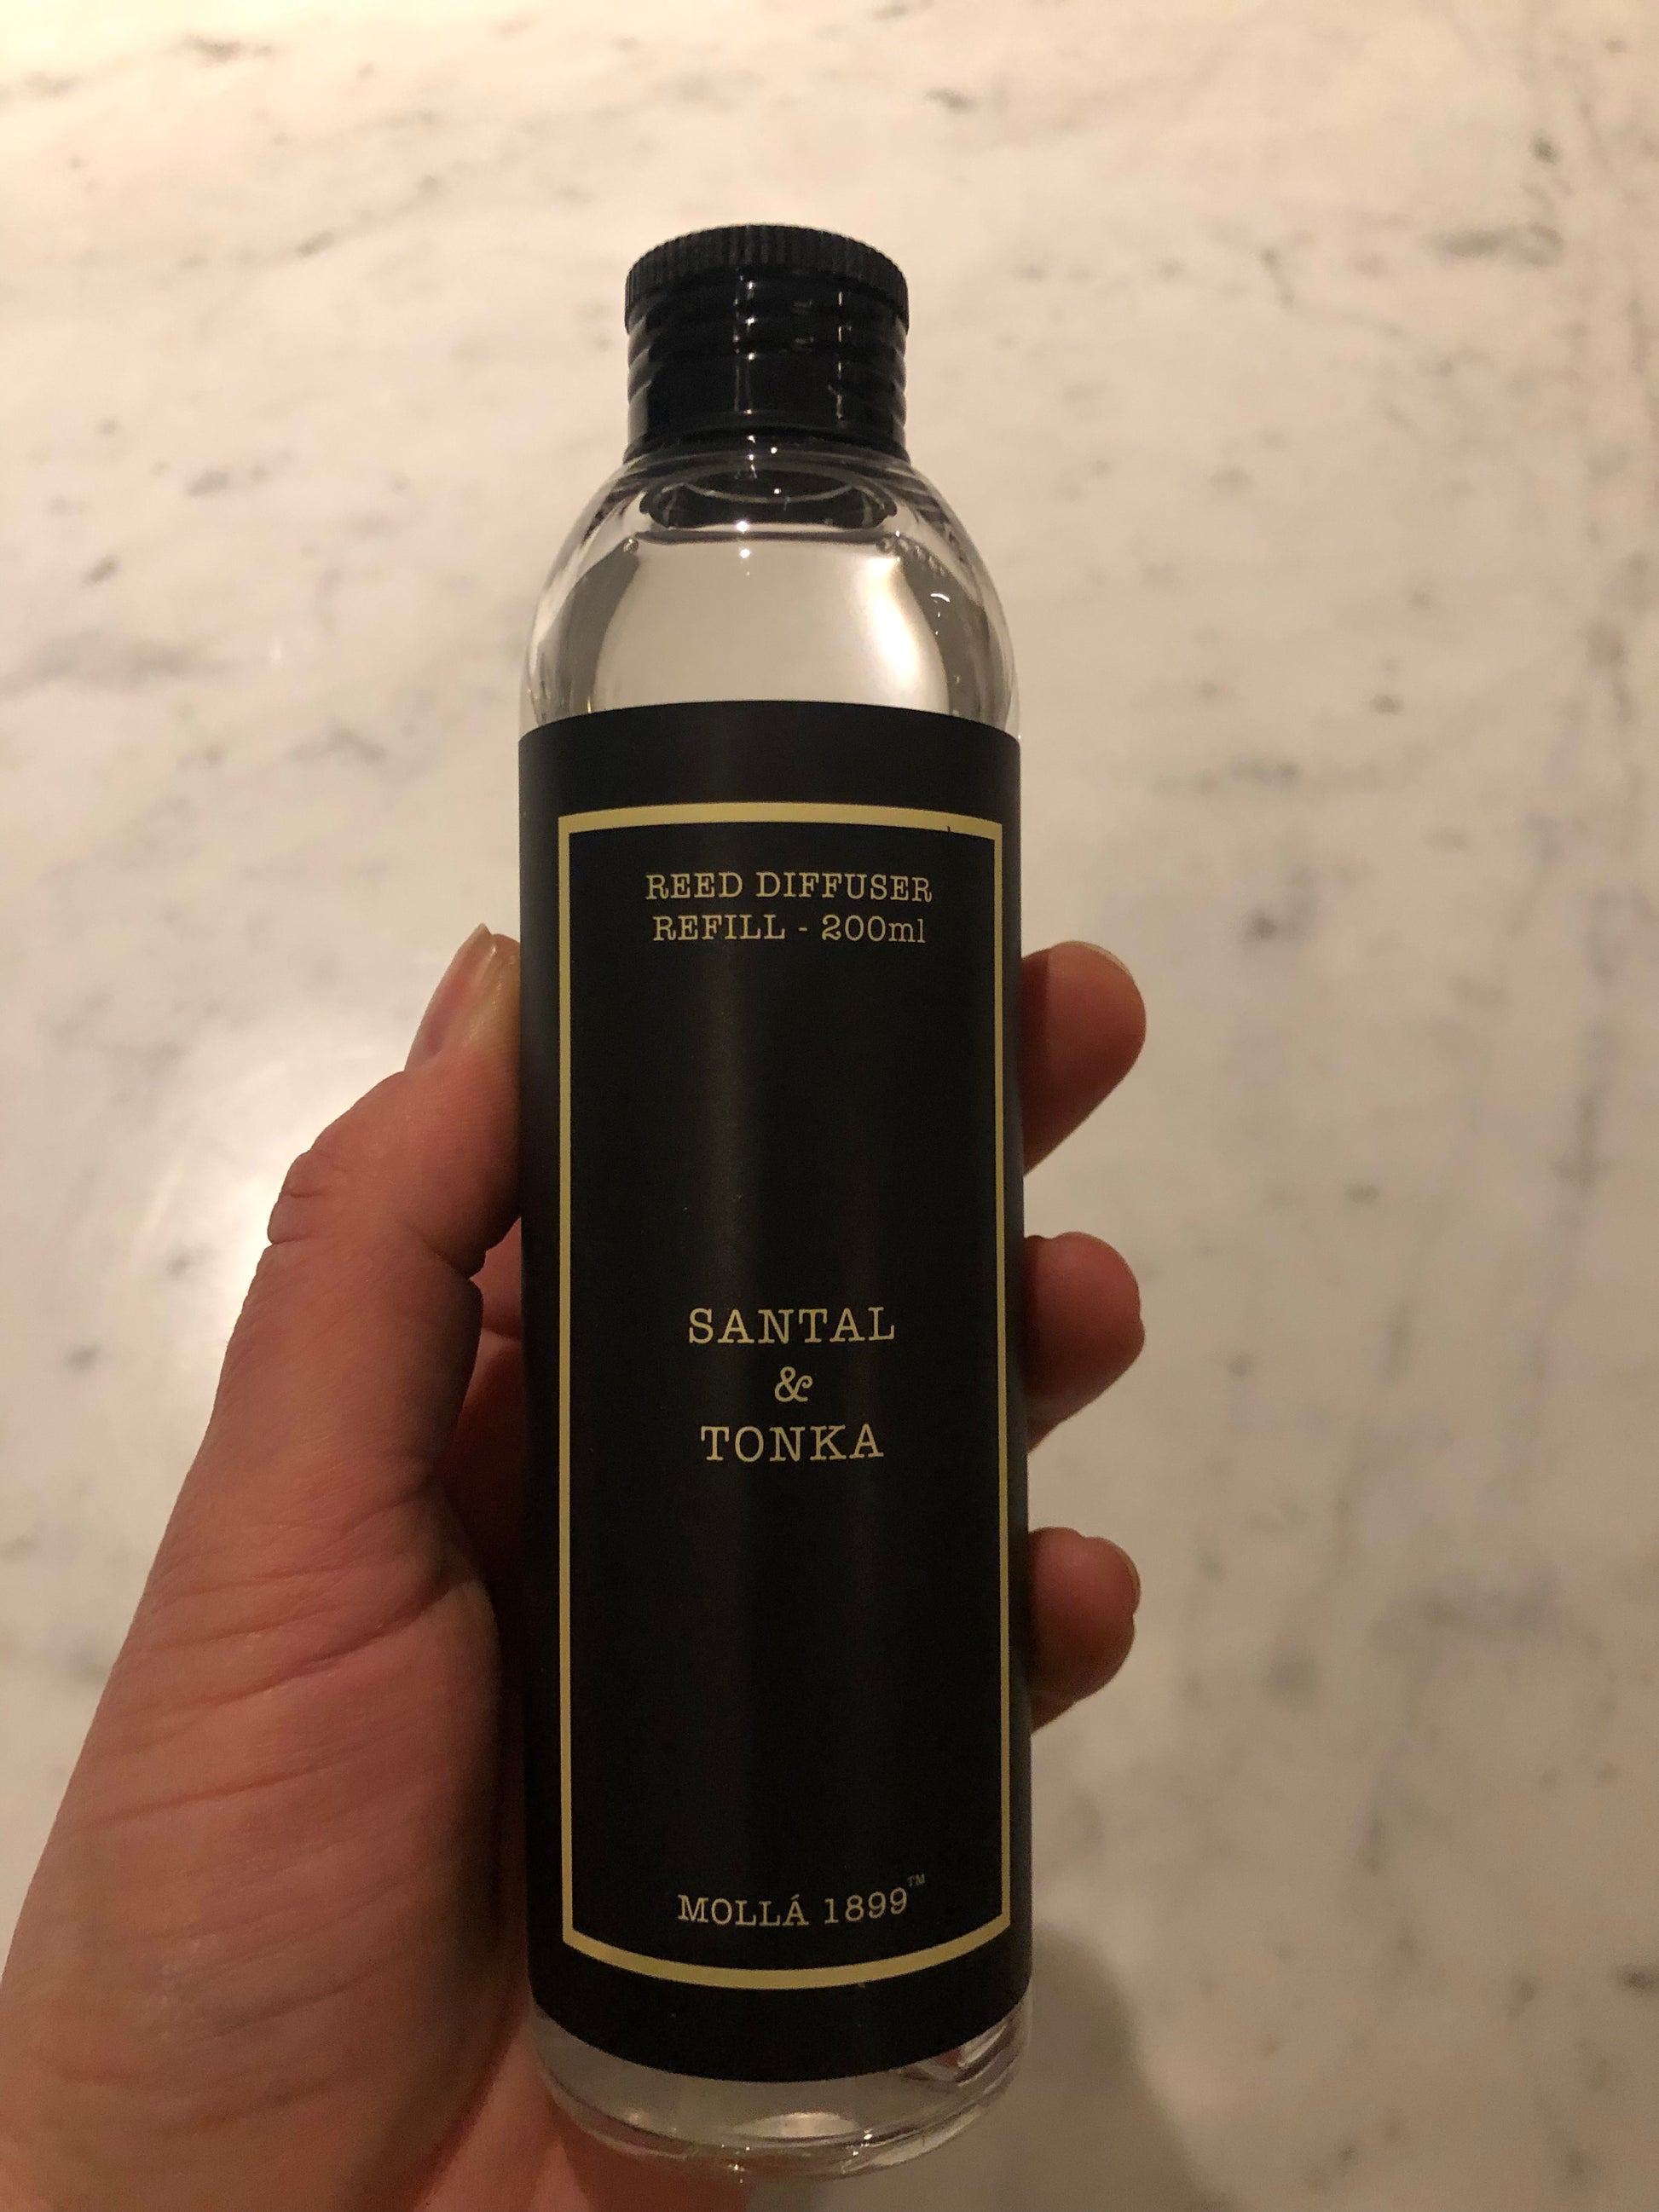 REED DIFFUSER
REFILL - 200ml
SANTAL
&
TONKA
MOLLÁ 1899™